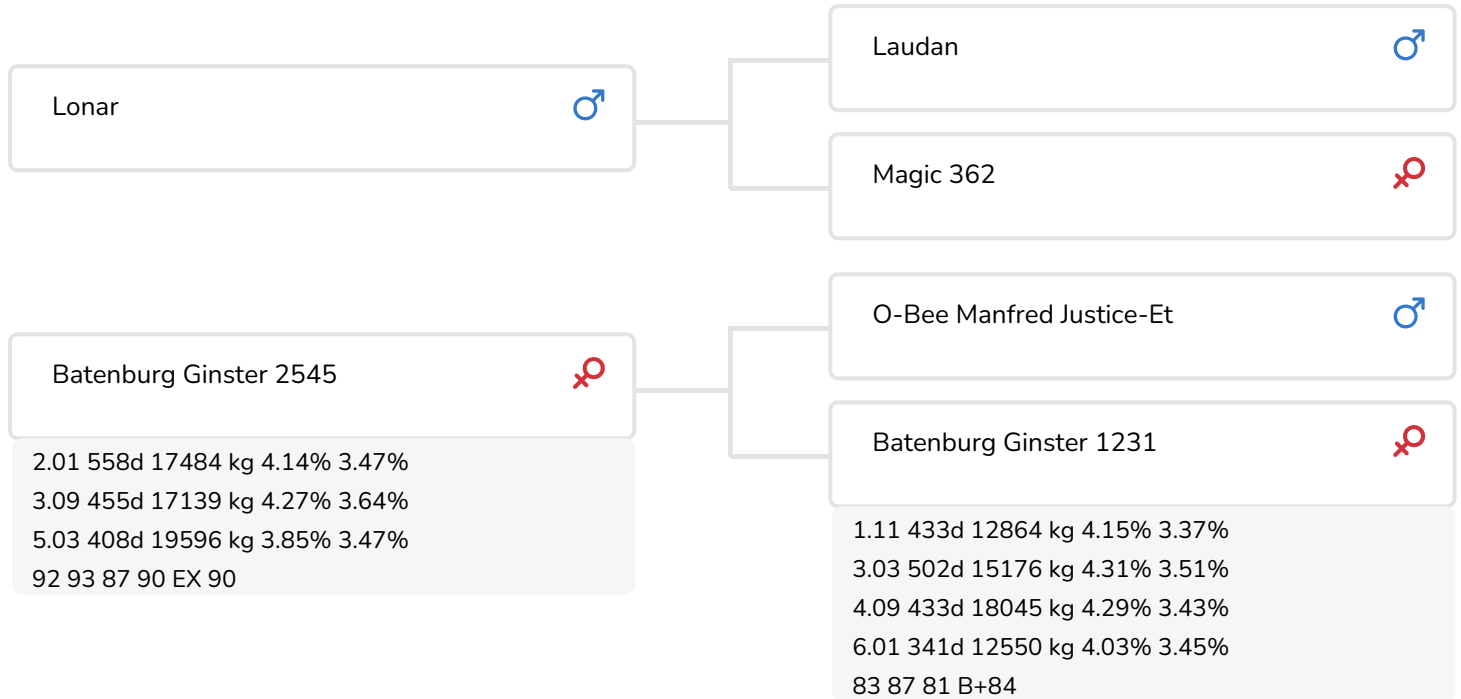 Lonar
Laudan
Magic 362
Batenburg Ginster 2545
2.01 558d 17484 kg 4.14% 3.47%
3.09 455d 17139 kg 4.27% 3.64%
5.03 408d 19596 kg 3.85% 3.47%
92 93 87 90 EX 90
O-Bee Manfred Justice-Et
Batenburg Ginster 1231
1.11 433d 12864 kg 4.15% 3.37%
3.03 502d 15176 kg 4.31% 3.51%
4.09 433d 18045 kg 4.29% 3.43%
6.01 341d 12550 kg 4.03% 3.45%
83 87 81 B+84